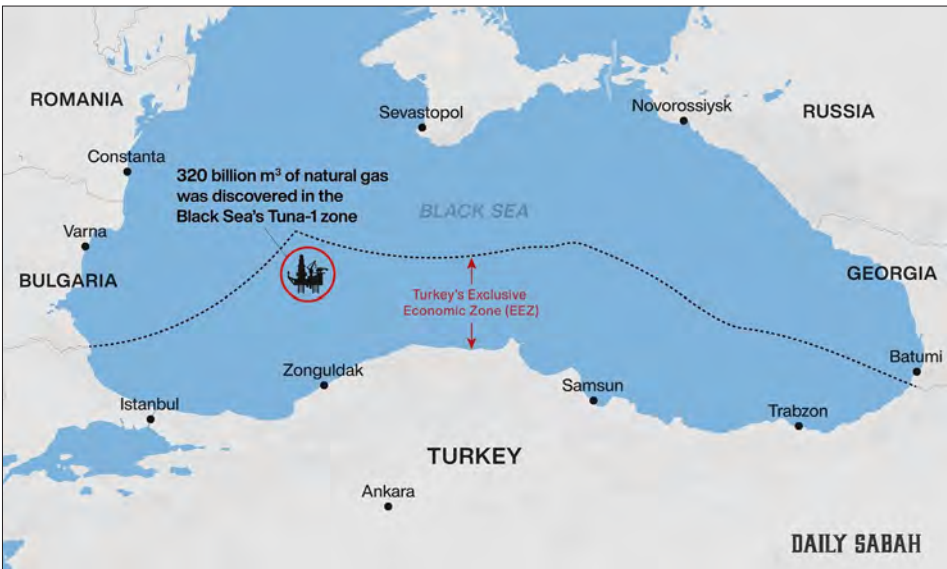 ROMANIA
Sevastopol
Novorossiysk
RUSSIA
Constanta
320 billion m³ of natural gas
was discovered in the
Black Sea's Tuna-1 zone
BLACK SEA
Varna
BULGARIA
GEORGIA
Turkey's Exclusive
Economic Zone (EEZ)
Batumi
Zonguldak
Samsun
Istanbul
Trabzon
TURKEY
Ankara
DAILY SABAH